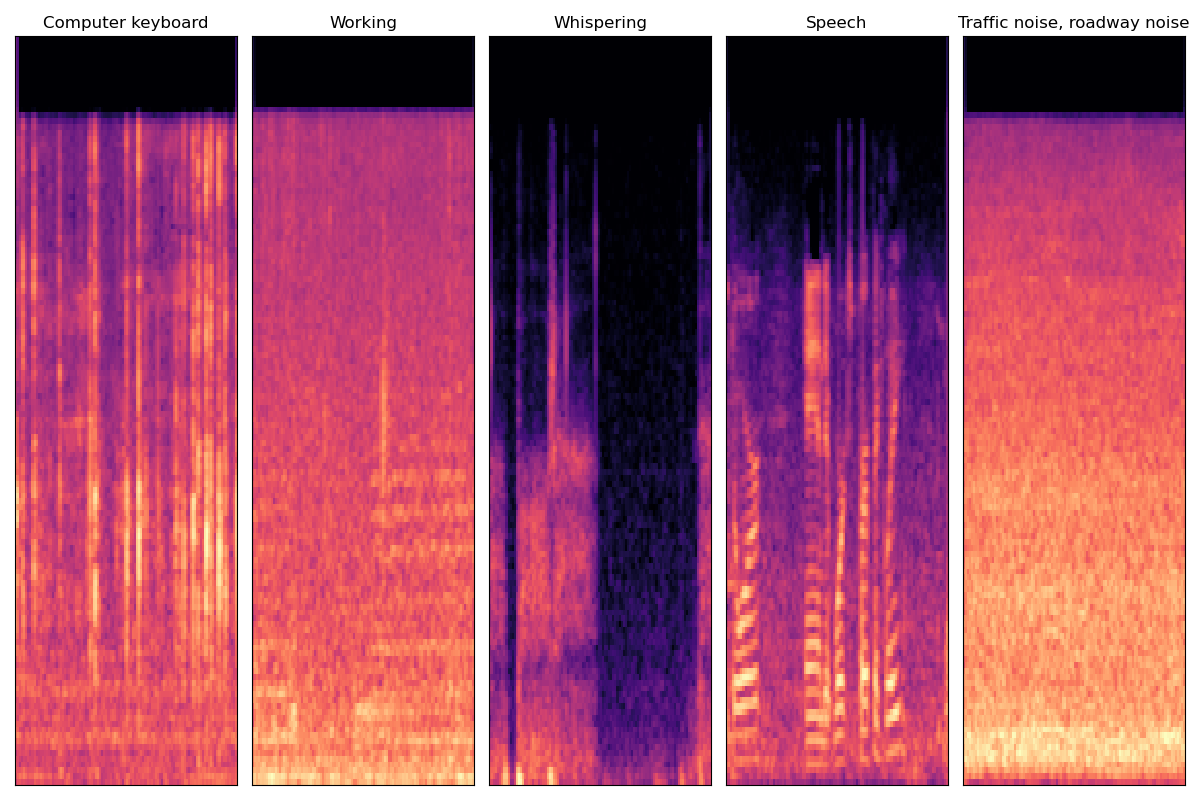 Computer keyboard
Working
Whispering
Speech
Traffic noise, roadway noise